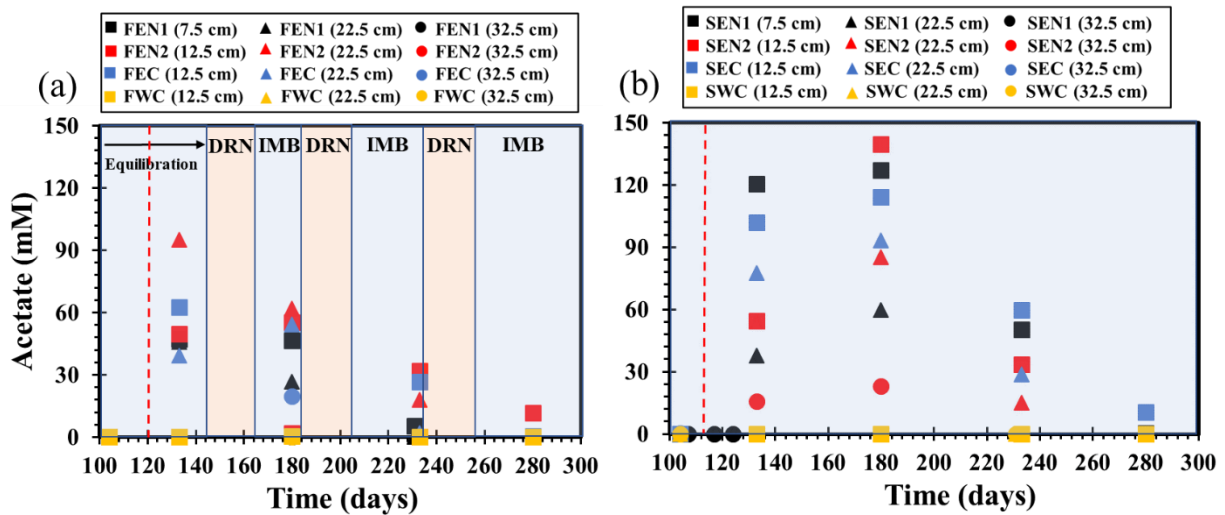 (a)
FEN1 (7.5 cm) FEN1 (22.5 cm) FEN1 (32.5 cm)
FEN2 (12.5 cm) FEN2 (22.5 cm) FEN2 (32.5 cm)
FEC (12.5 cm) FEC (22.5 cm) FEC (32.5 cm)
FWC (12.5 cm) FWC (22.5 cm) FWC (32.5 cm)
Acetate (mM)
150
120
90
60
30
0
DRN IMB DRN IMB DRN IMB
Equilibration
100 120 140 160 180 200 220 240 260 280 300
Time (days)
(b)
SEN1 (7.5 cm) SEN1 (22.5 cm) SEN1 (32.5 cm)
SEN2 (12.5 cm) SEN2 (22.5 cm) SEN2 (32.5 cm)
SEC (12.5 cm) SEC (22.5 cm) SEC (32.5 cm)
SWC (12.5 cm) SWC (22.5 cm) SWC (32.5 cm)
150
120
90
60
30
0
100 120 140 160 180 200 220 240 260 280 300
Time (days)